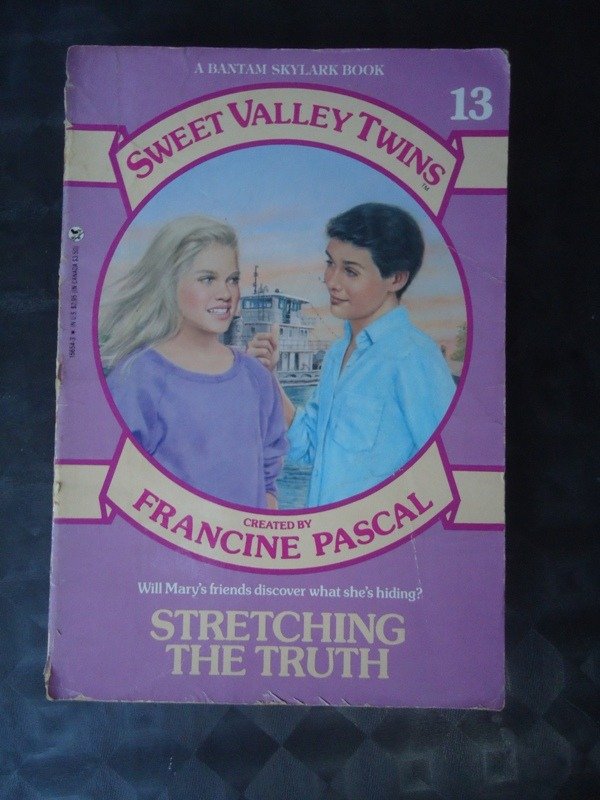 A BANTAM SKYLARK BOOK
13
SWEET VALLEY TWINS
TM
CREATED BY
FRANCINE PASCAL
Will Mary's friends discover what she's hiding?
STRETCHING
THE TRUTH